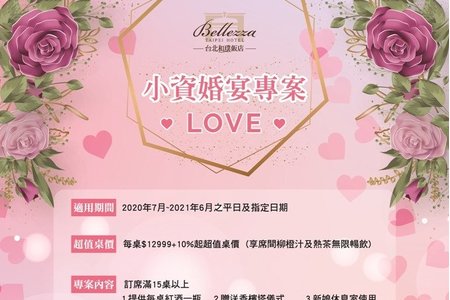 Bellezza
TAIPEI HOTEL
台北和璞飯店
小資婚宴專案
LOVE
適用期間 2020年7月-2021年6月之平日及指定日期
超值桌價 每桌$12999+10%起超值桌價（享席間柳橙汁及熱茶無限暢飲）
專案內容 訂席滿15桌以上
1.提供每桌紅酒一瓶 2.贈送香檳塔儀式 3.新娘休息室使用